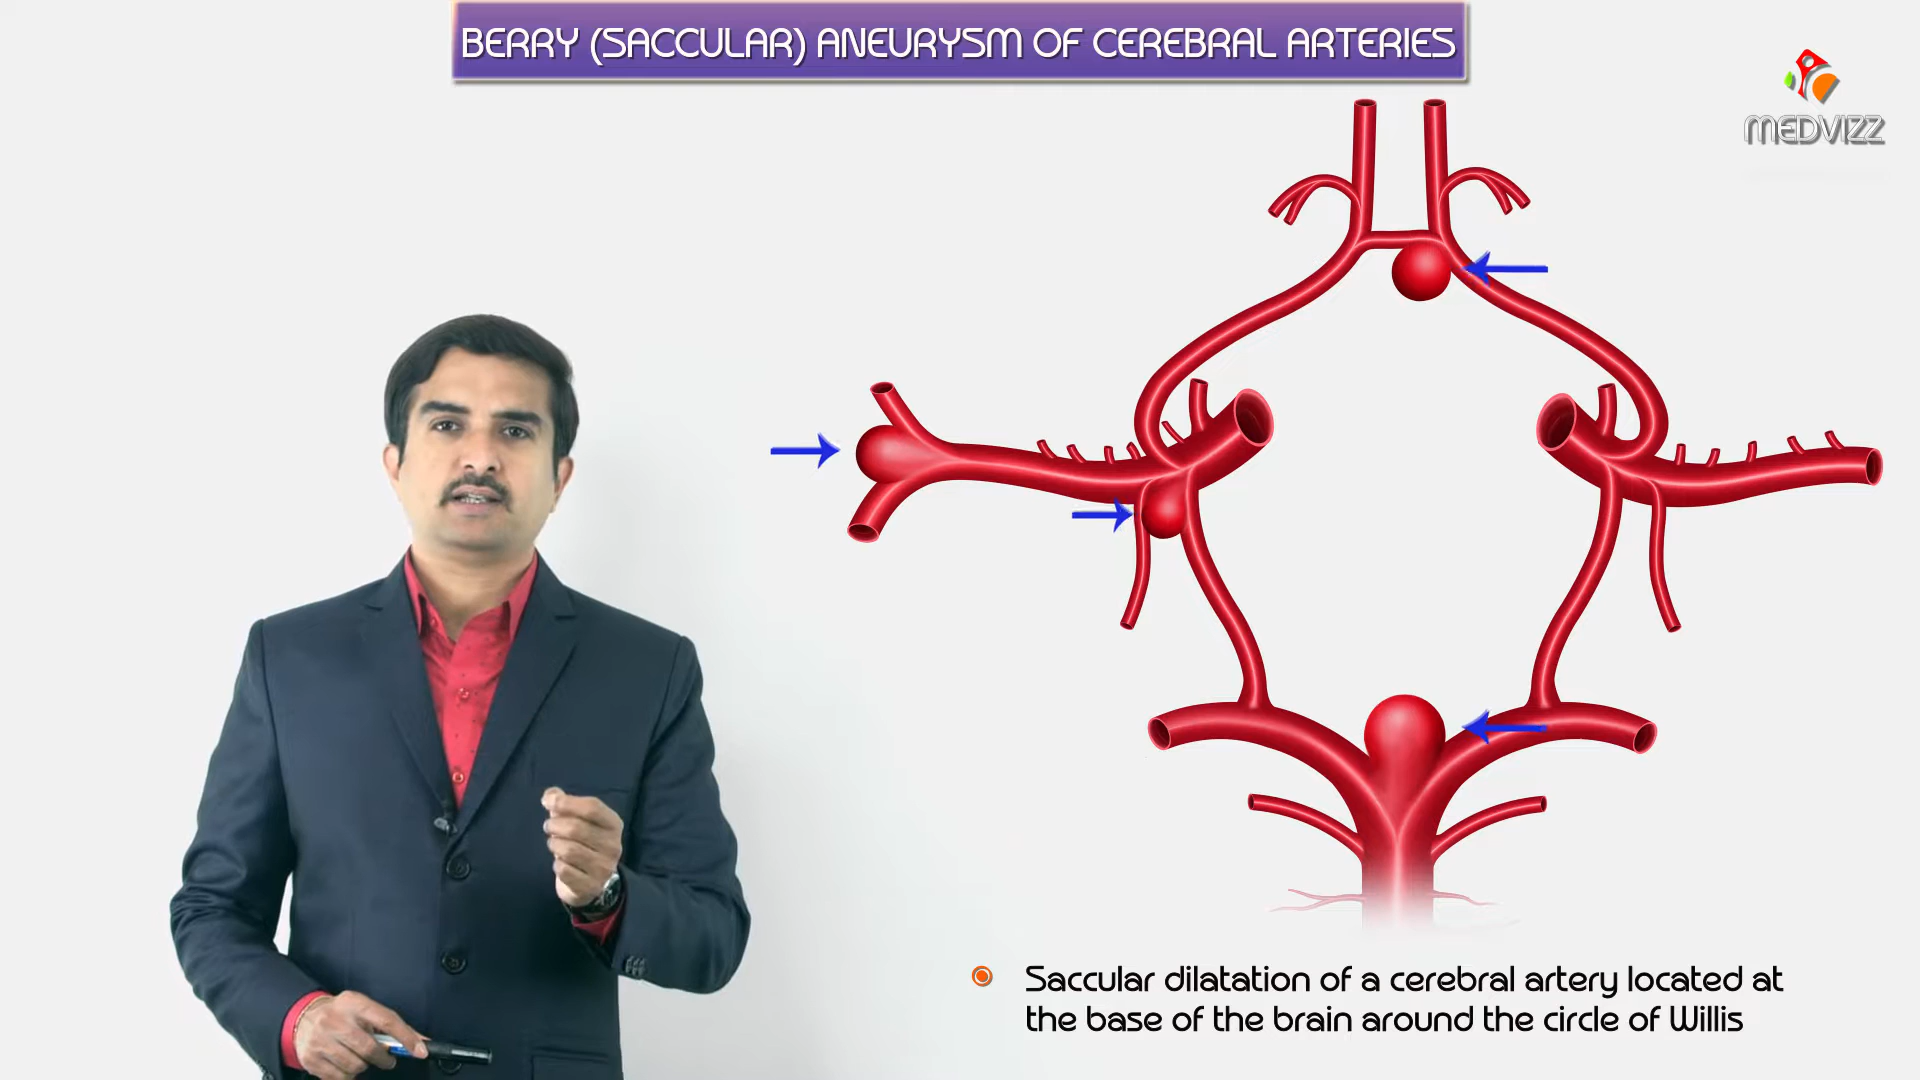 BERRY (SACCULAR) ANEURYSM OF CEREBRAL ARTERIES
MEDVIZZ
Saccular dilatation of a cerebral artery located at
the base of the brain around the circle of Willis